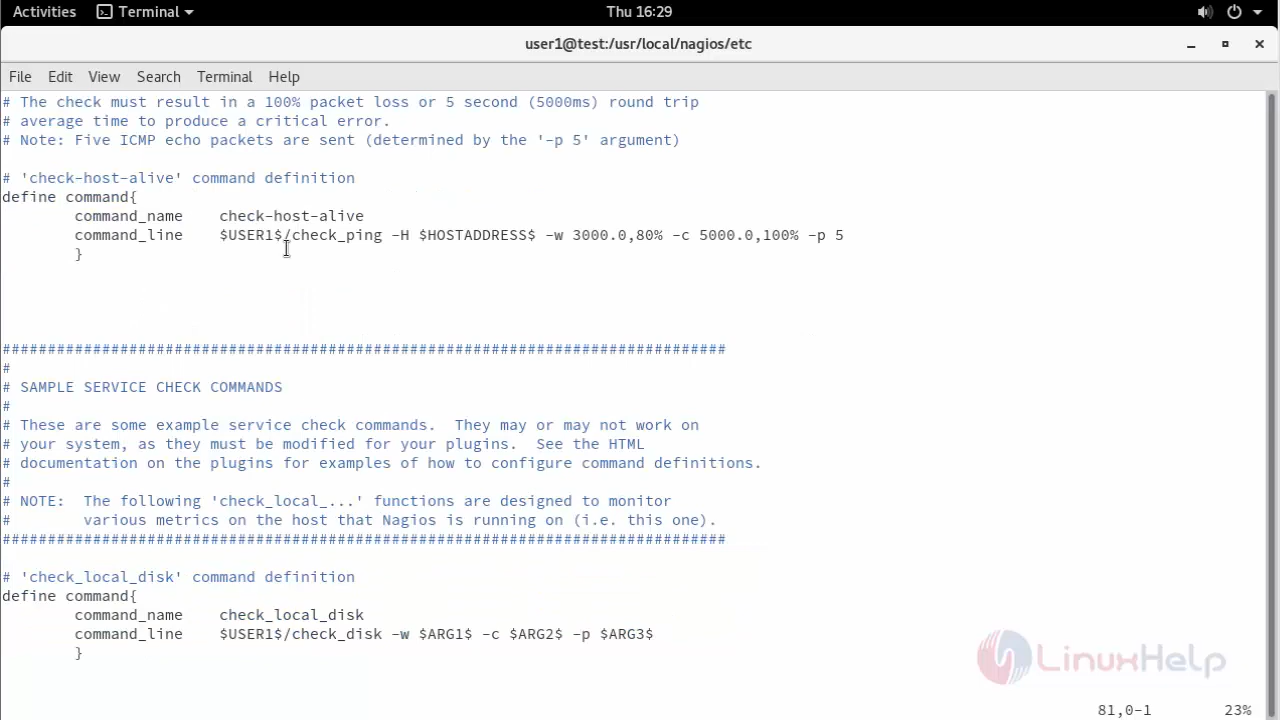 Activities Terminal Thu 16:29
user1@test:/usr/local/nagios/etc
File Edit View Search Terminal Help
# The check must result in a 100% packet loss or 5 second (5000ms) round trip
# average time to produce a critical error.
# Note: Five ICMP echo packets are sent (determined by the '-p 5' argument)
# 'check-host-alive' command definition
define command{
        command_name    check-host-alive
        command_line    $USER1$/check_ping -H $HOSTADDRESS$ -w 3000.0,80% -c 5000.0,100% -p 5
        }
################################################################################
#
# SAMPLE SERVICE CHECK COMMANDS
#
# These are some example service check commands.  They may or may not work on
# your system, as they must be modified for your plugins.  See the HTML
# documentation on the plugins for examples of how to configure command definitions.
#
# NOTE:  The following 'check_local_...' functions are designed to monitor
#        various metrics on the host that Nagios is running on (i.e. this one).
################################################################################
# 'check_local_disk' command definition
define command{
        command_name    check_local_disk
        command_line    $USER1$/check_disk -w $ARG1$ -c $ARG2$ -p $ARG3$
        }
LinuxHelp
81,0-1 23%